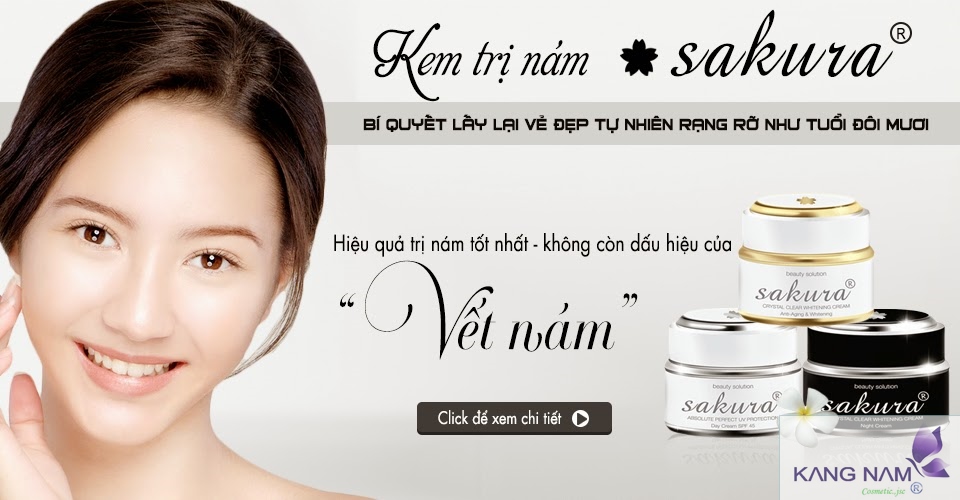 Kem trị nám sakura®
BÍ QUYẾT LẤY LẠI VẺ ĐẸP TỰ NHIÊN RẠNG RỠ NHƯ TUỔI ĐÔI MƯƠI
Hiệu quả trị nám tốt nhất - không còn dấu hiệu của
“Vết nám”
Click để xem chi tiết
beauty solution
sakura®
CRYSTAL CLEAR WHITENING CREAM
Anti-Aging & Whitening
beauty solution
sakura®
ABSOLUTE PERFECT UV PROTECTION
Day Cream SPF 45
beauty solution
sakura®
CRYSTAL CLEAR WHITENING CREAM
Night Cream
KANG NAM®
Cosmetic.,jsc